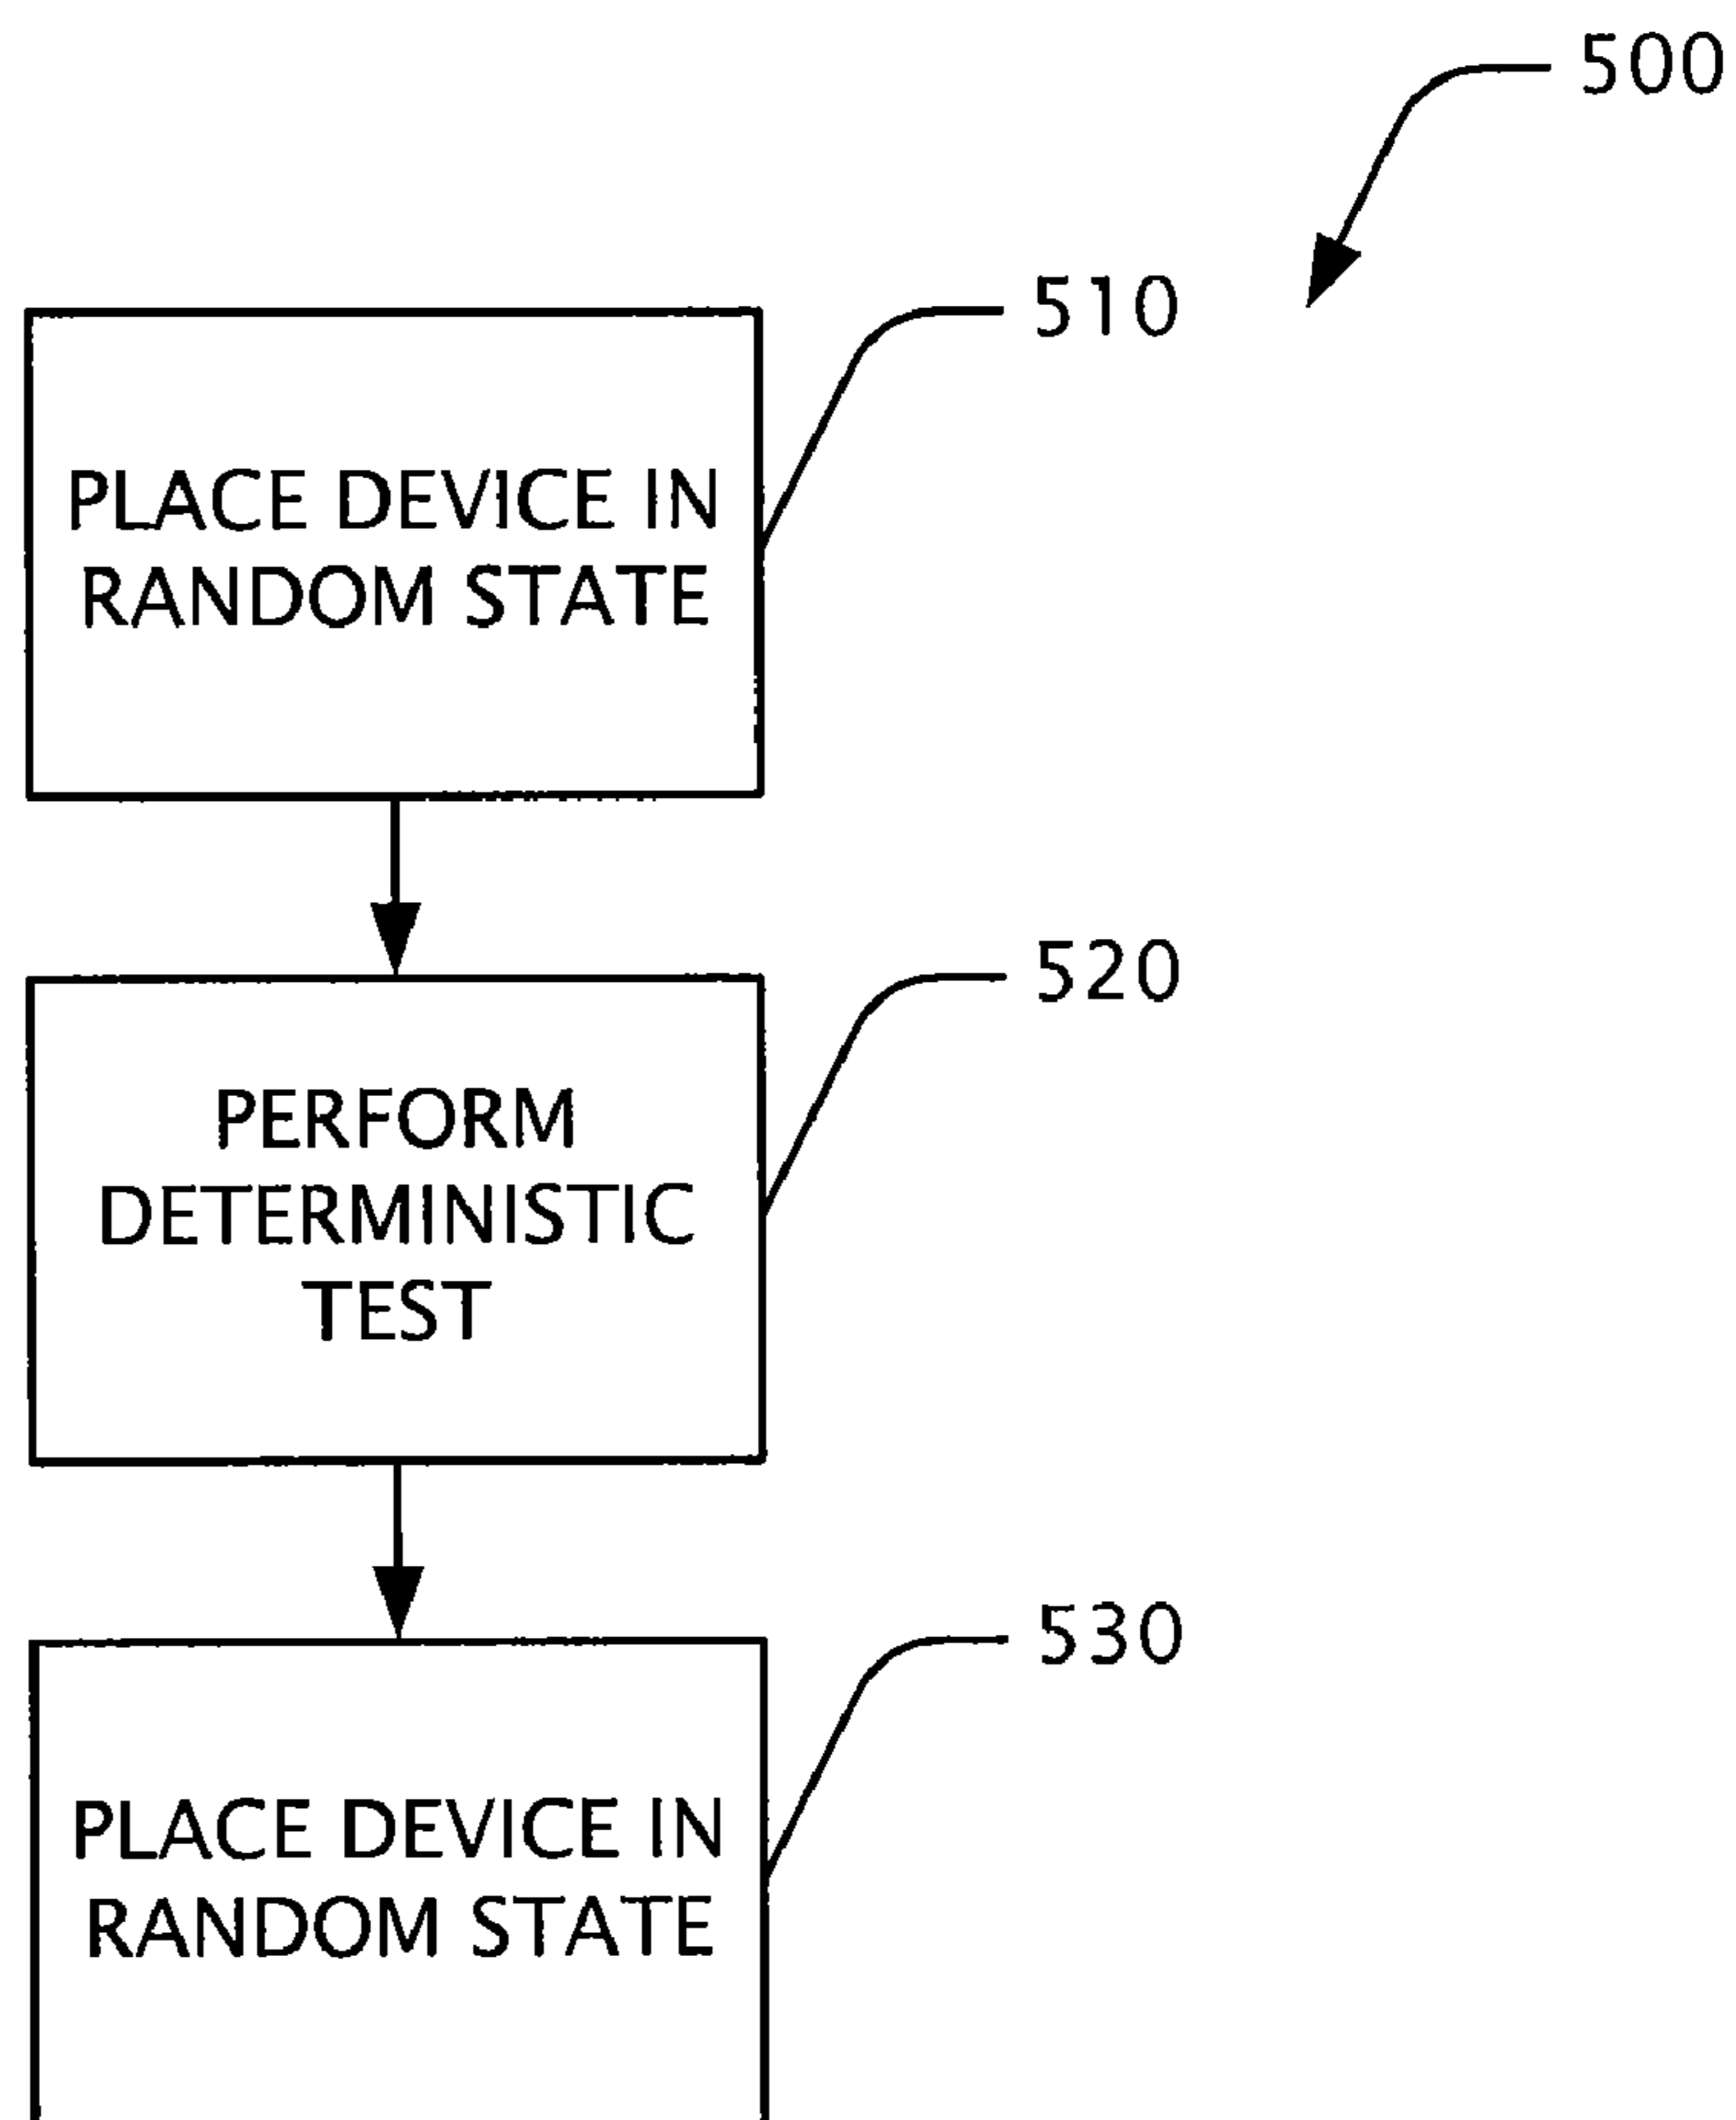 500
510
PLACE DEVICE IN
RANDOM STATE
520
PERFORM
DETERMINISTIC
TEST
530
PLACE DEVICE IN
RANDOM STATE